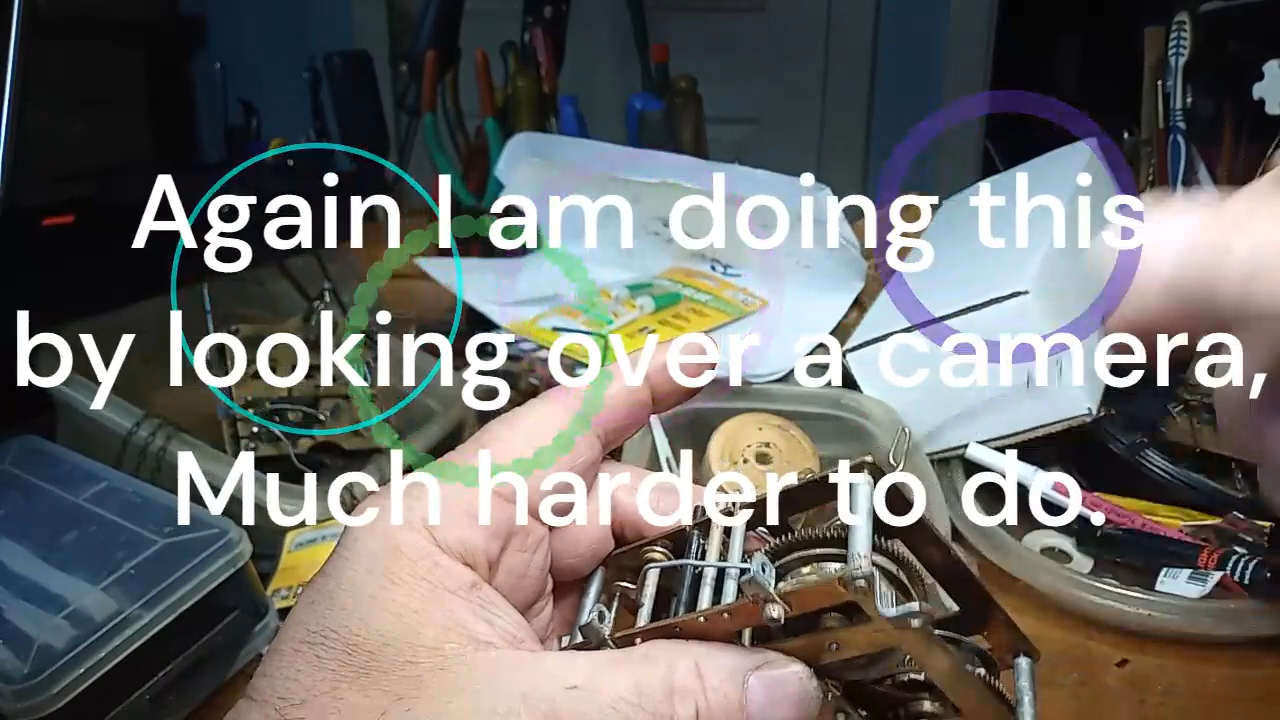 Again I am doing this
by looking over a camera,
Much harder to do.